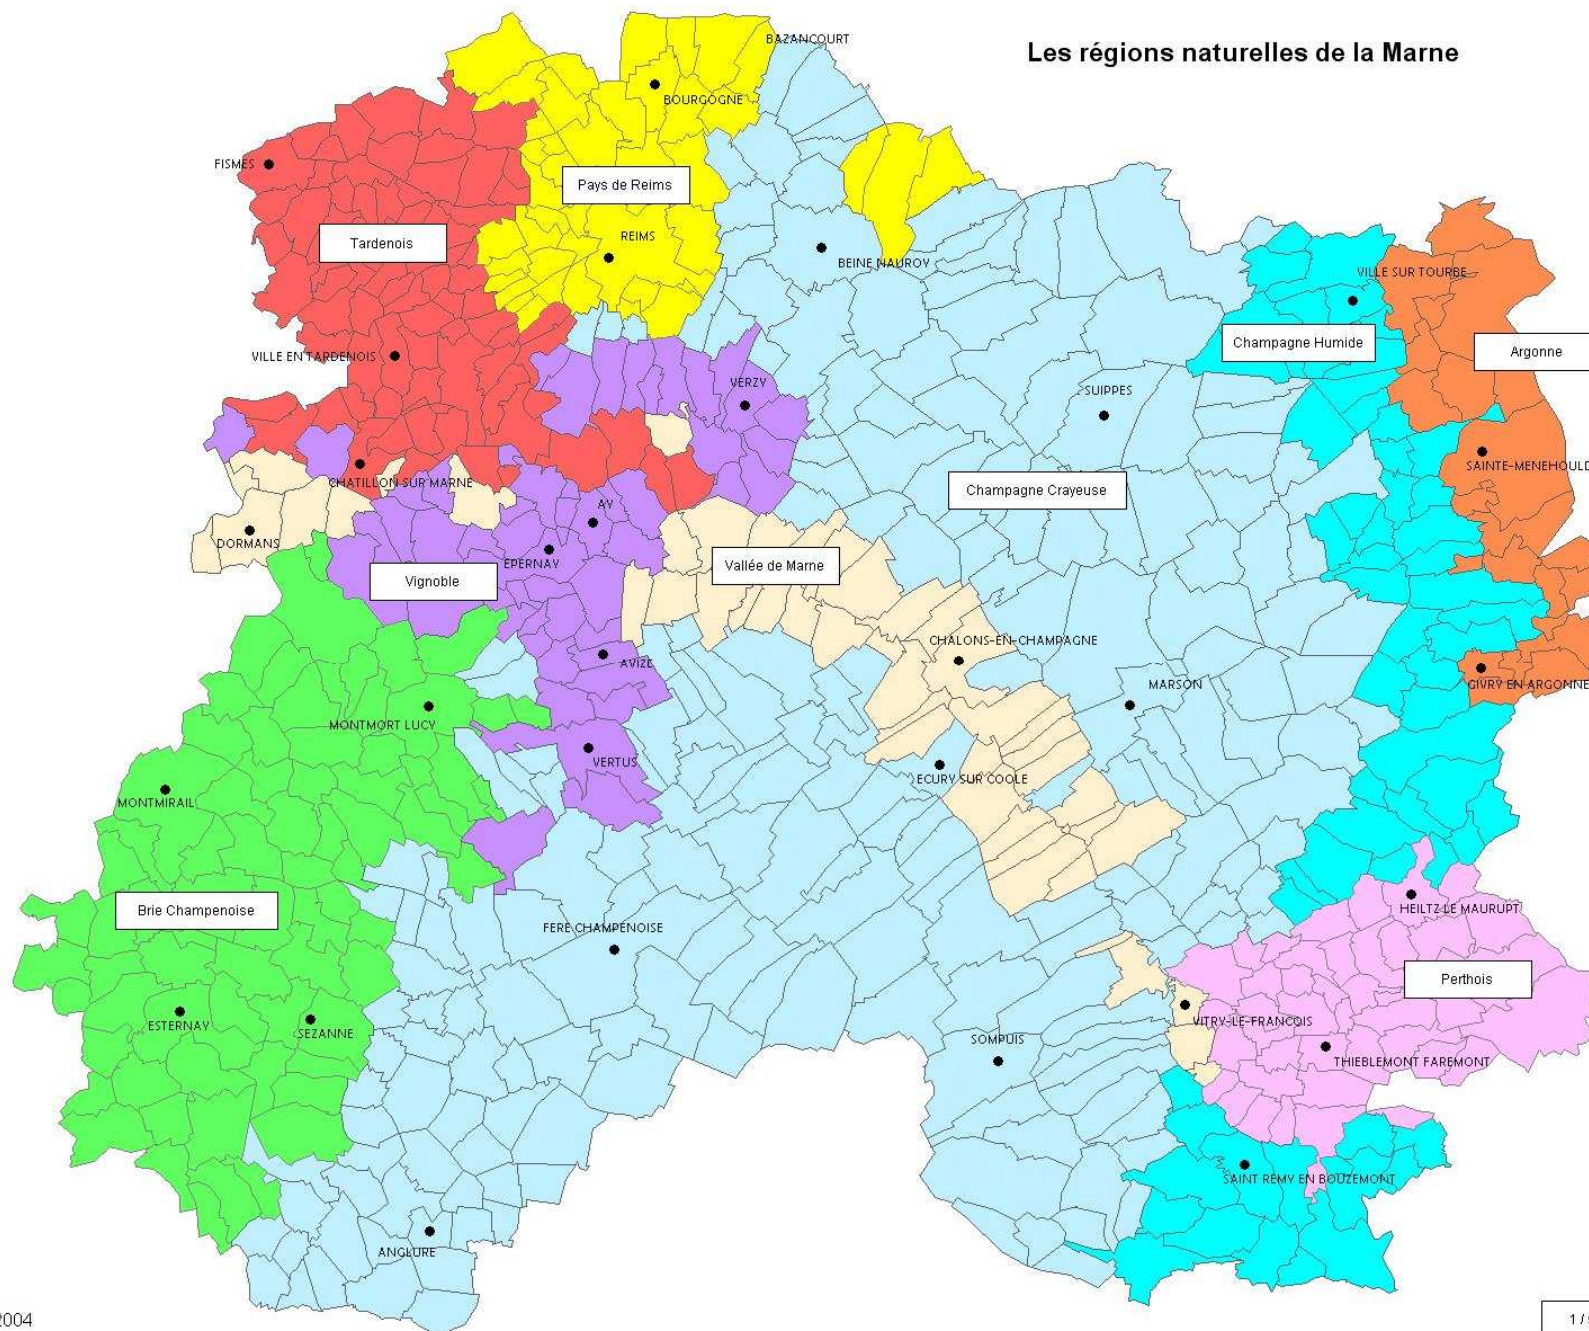 Les régions naturelles de la Marne
BAZANCOURT
BOURGOGNE
FISMES
Pays de Reims
Tardenois
REIMS
BEINE NAUROY
VILLE SUR TOURBE
Champagne Humide
Argonne
VILLE EN TARDENOIS
VERZY
SUIPPES
SAINTE-MENEHOULD
CHATILLON SUR MARNE
Champagne Crayeuse
AY
DORMANS
EPERNAY
Vallée de Marne
Vignoble
CHALONS-EN-CHAMPAGNE
AVIZE
MARSON
GIVRY EN ARGONNE
MONTMORT LUCY
VERTUS
ECURY SUR COOLE
MONTMIRAIL
Brie Champenoise
HEILTZ LE MAURUPT
FERE CHAMPENOISE
Perthois
ESTERNAY
SEZANNE
VITRY-LE-FRANCOIS
SOMPUIS
THIEBLEMONT FAREMONT
SAINT REMY EN BOUZEMONT
ANGLURE
2004